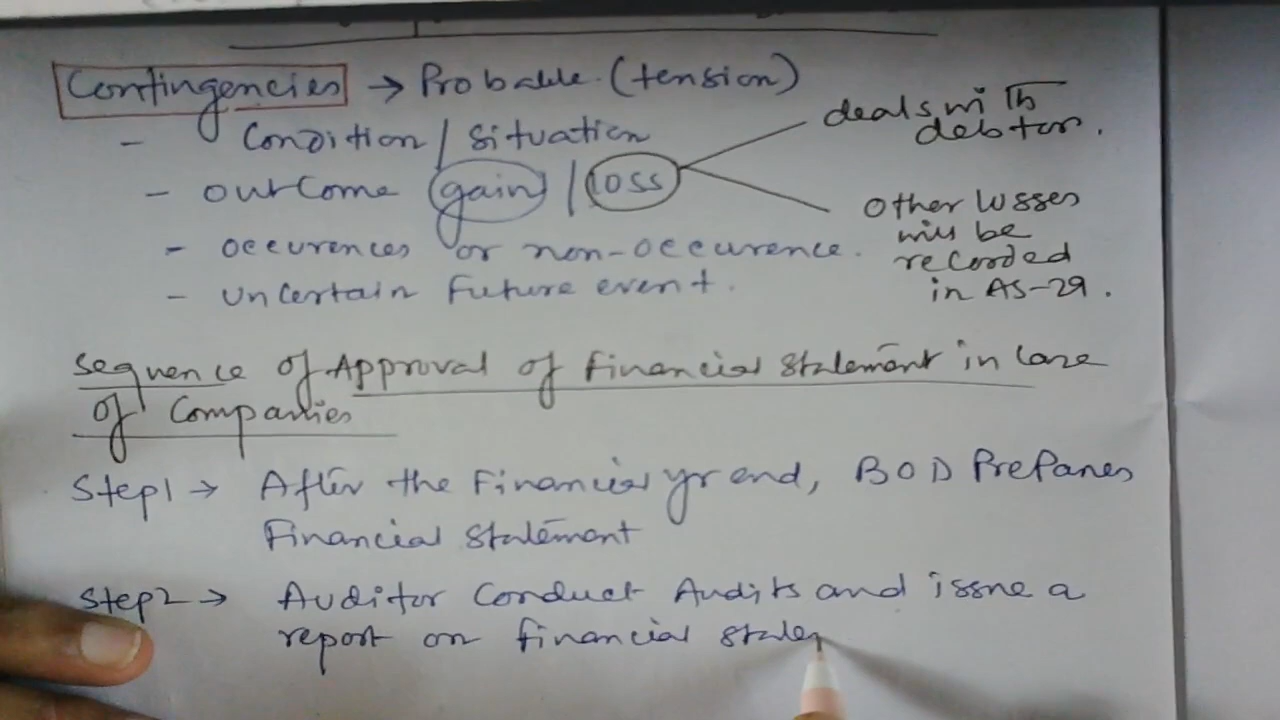 Contingencies → Probable (tension)
- Condition / Situation
- outcome gain / loss
deals with
debtor.
Other losses
will be
recorded
in AS-29.
- occurences or non-occurence.
- uncertain future event.
Sequence of Approval of Financial Statement in Case
of Companies
Step1 → After the Financial yr end, BOD Prepares
Financial Statement
Step2 → Auditor Conduct Audits and issue a
report on financial state